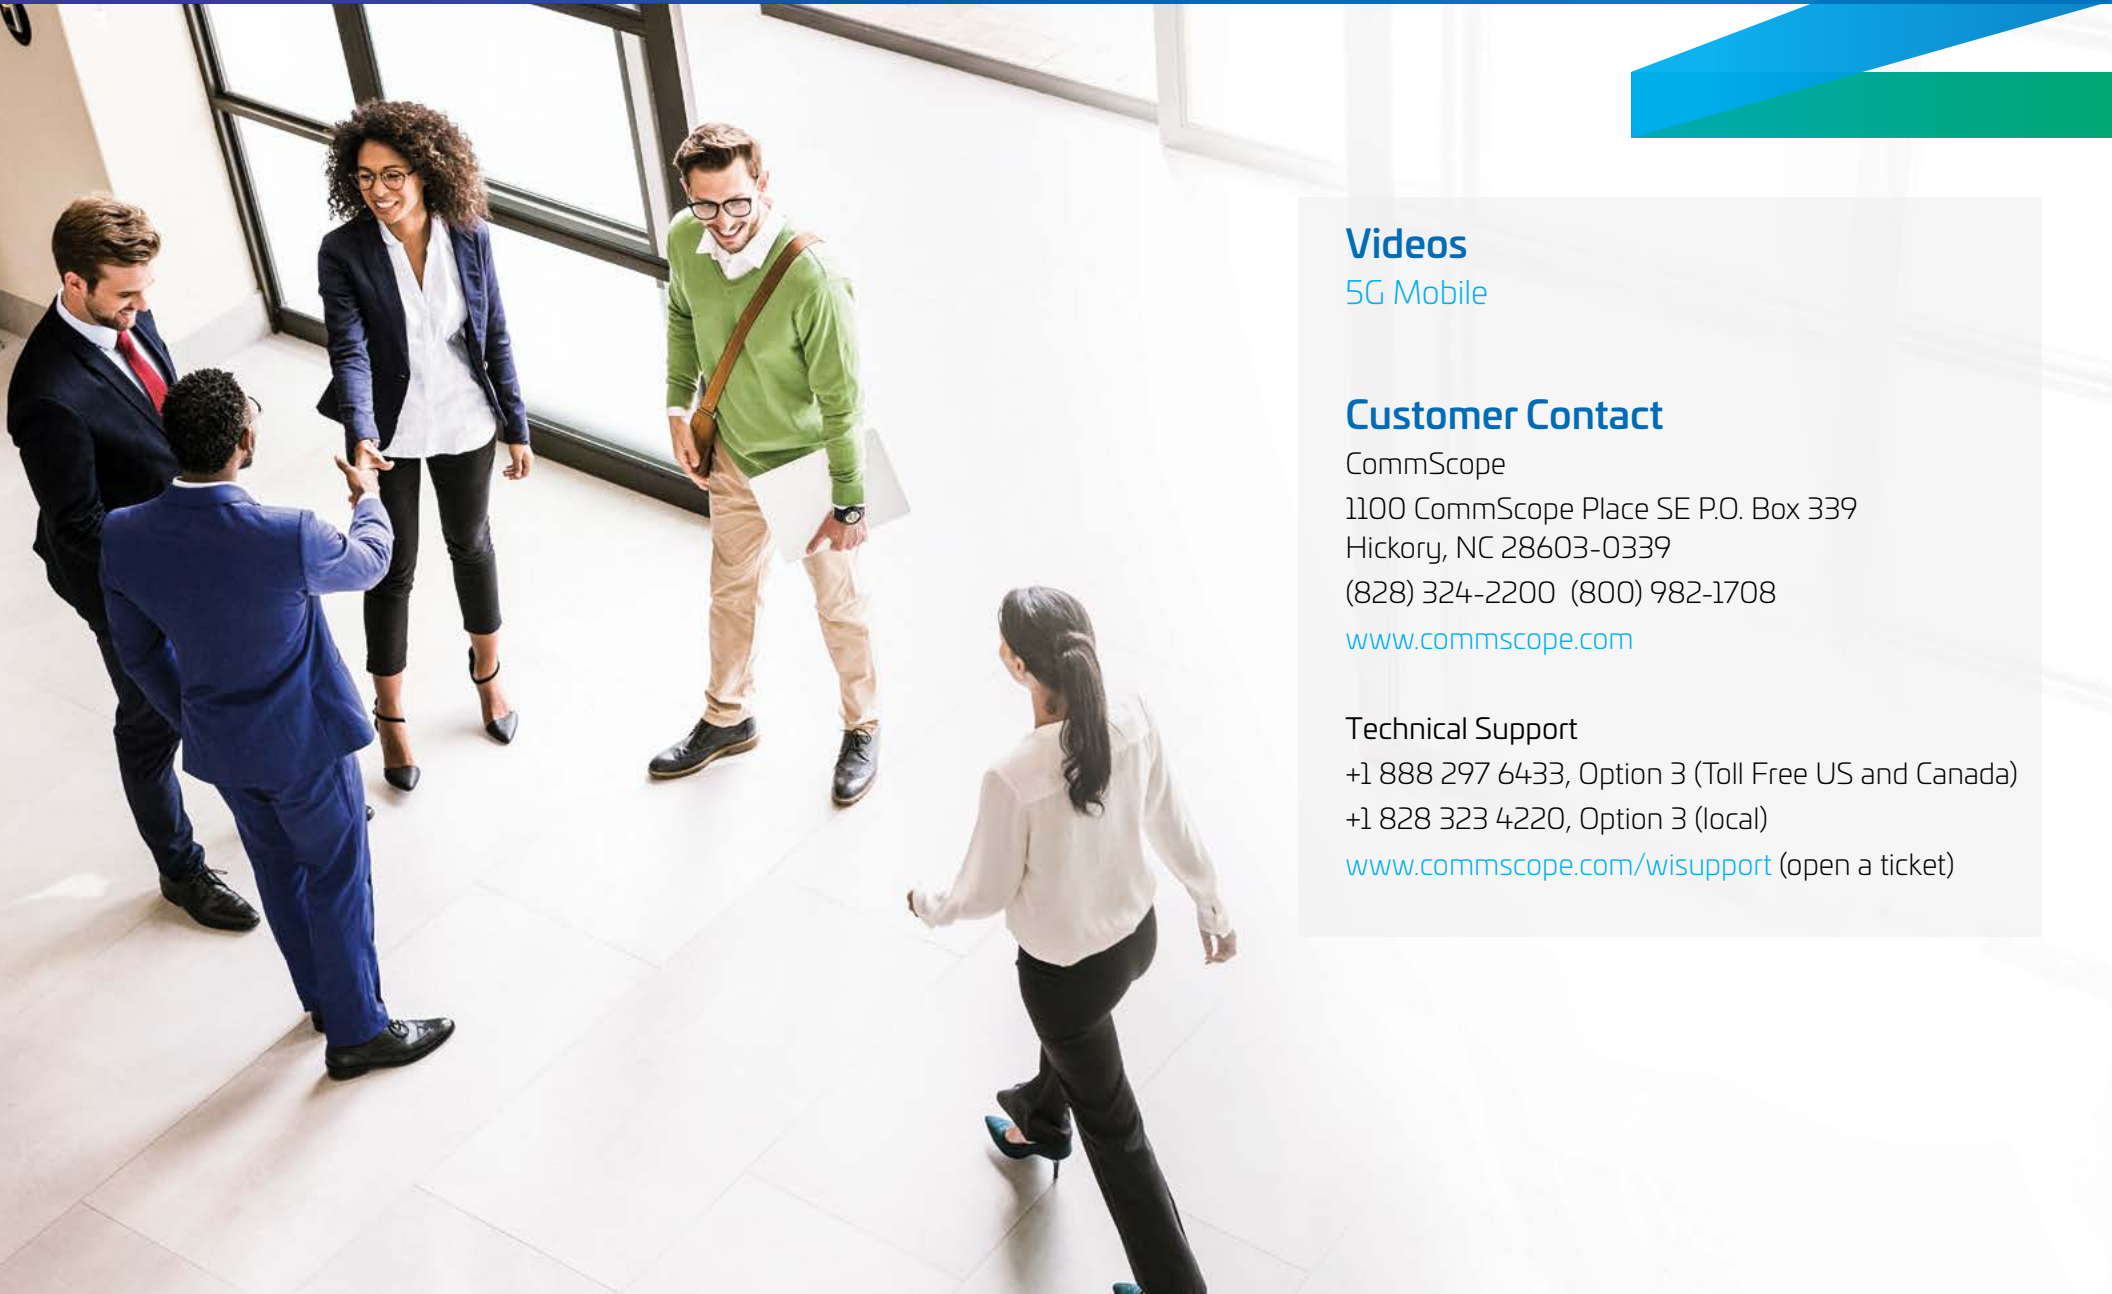 Videos
5G Mobile
Customer Contact
CommScope
1100 CommScope Place SE P.O. Box 339
Hickory, NC 28603-0339
(828) 324-2200  (800) 982-1708
www.commscope.com
Technical Support
+1 888 297 6433, Option 3 (Toll Free US and Canada)
+1 828 323 4220, Option 3 (local)
www.commscope.com/wisupport (open a ticket)